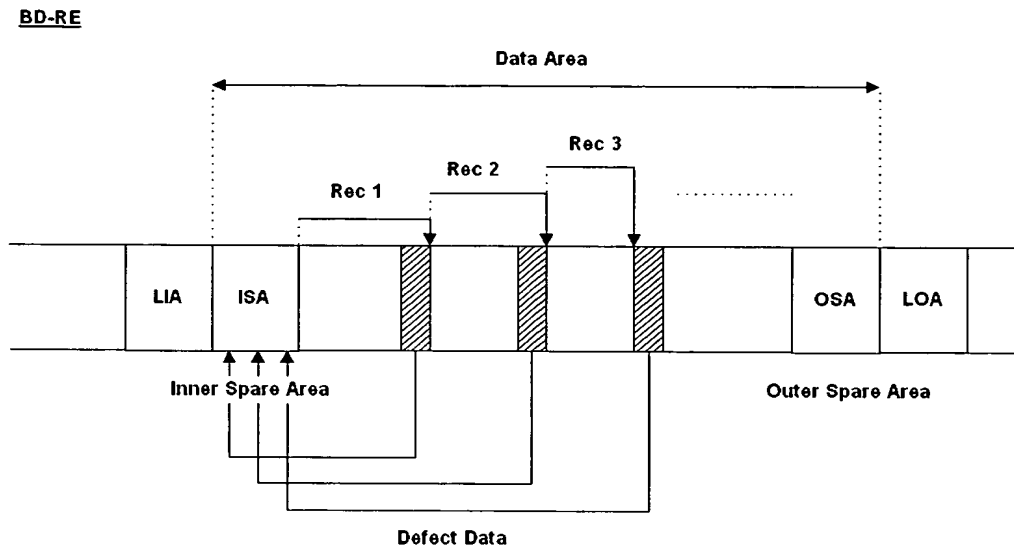 BD-RE
Data Area
Rec 1
Rec 2
Rec 3
LIA
ISA
OSA
LOA
Inner Spare Area
Outer Spare Area
Defect Data